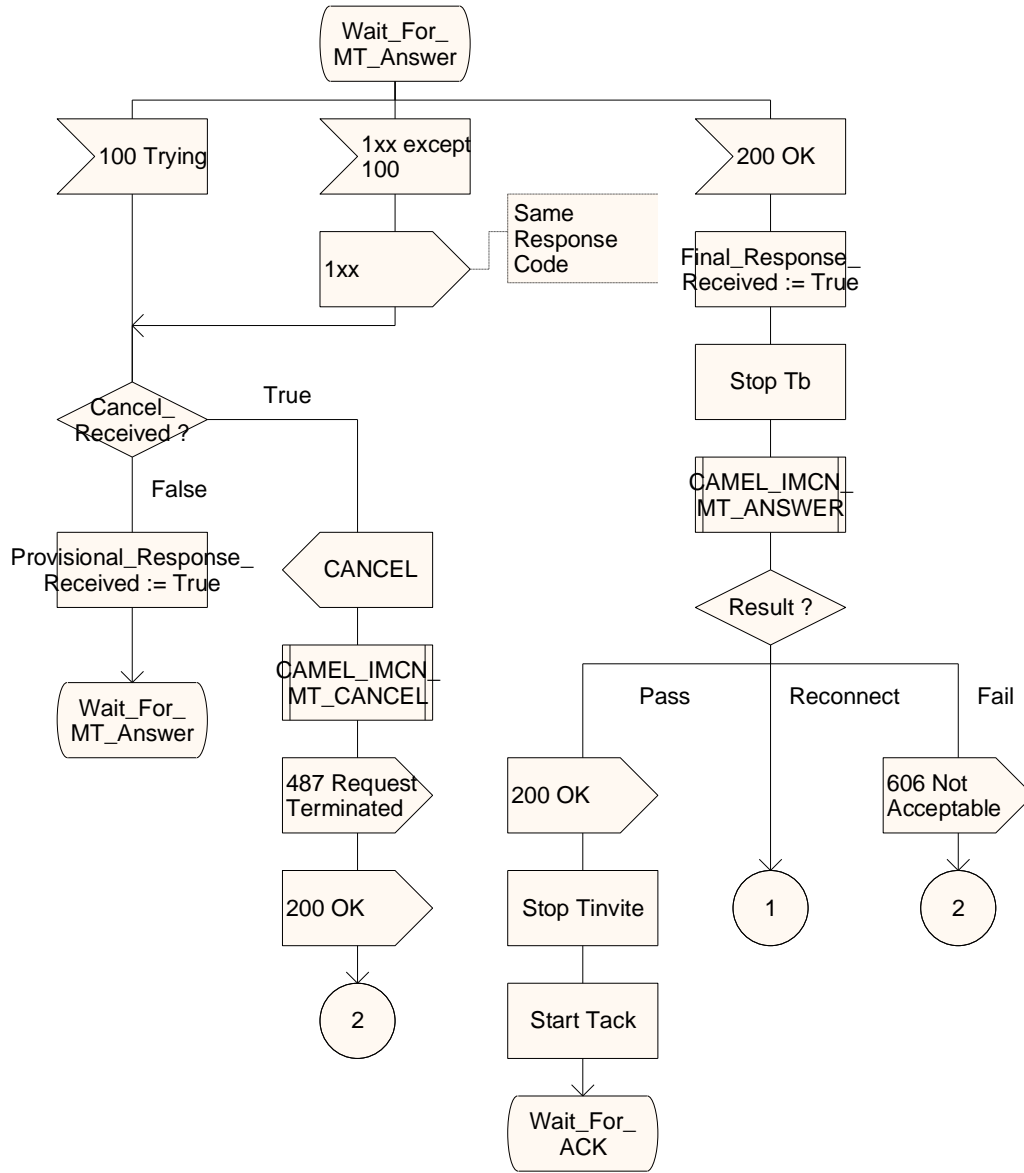 Wait_For_
MT_Answer
100 Trying
1xx except
100
200 OK
1xx
Same
Response
Code
Final_Response_
Received := True
Stop Tb
Cancel_
Received ?
True
False
CAMEL_IMCN_
MT_ANSWER
Provisional_Response_
Received := True
CANCEL
Result ?
Wait_For_
MT_Answer
CAMEL_IMCN_
MT_CANCEL
Pass
Reconnect
Fail
487 Request
Terminated
200 OK
606 Not
Acceptable
200 OK
Stop Tinvite
1
2
2
Start Tack
Wait_For_
ACK